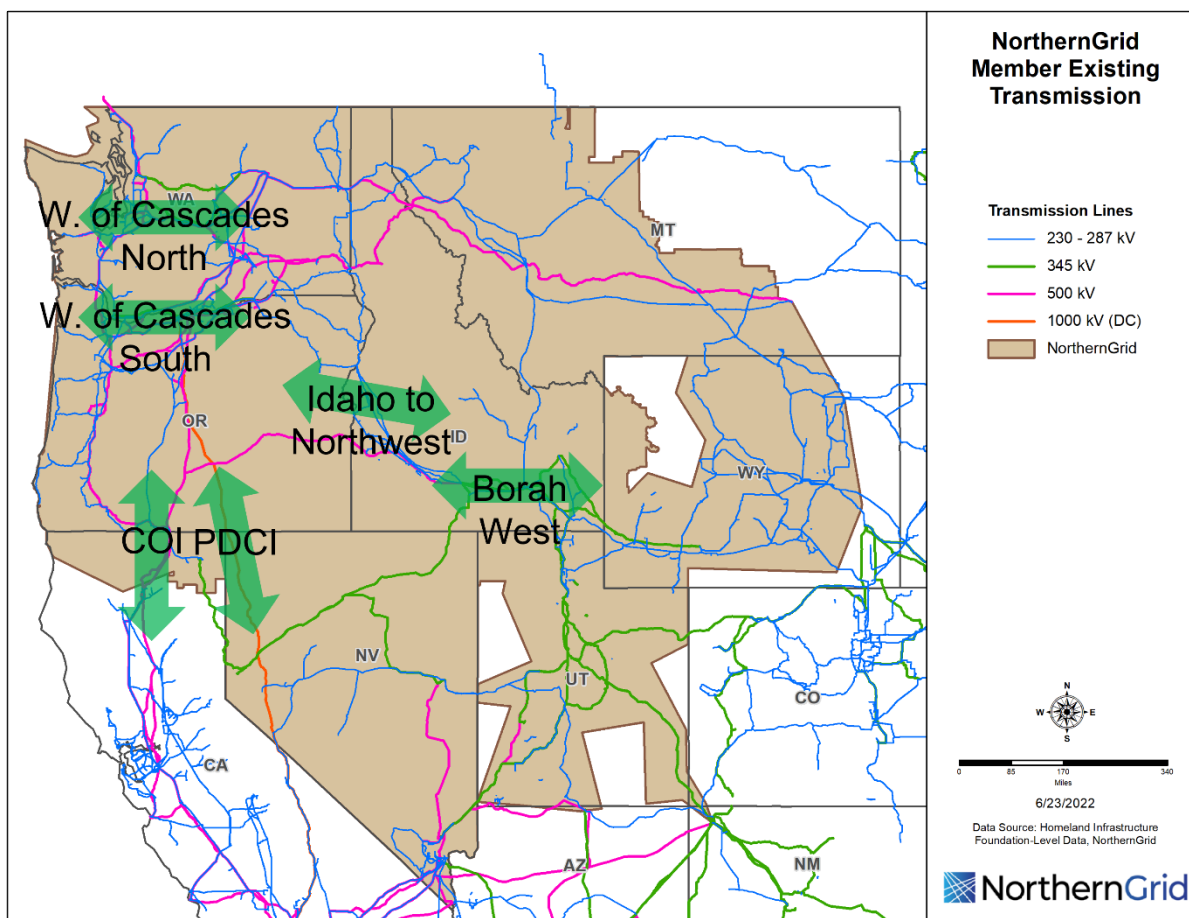 NorthernGrid
Member Existing
Transmission
WA
W. of Cascades
North
MT
Transmission Lines
230 - 287 kV
345 kV
500 kV
1000 kV (DC)
NorthernGrid
W. of Cascades
South
OR
Idaho to
Northwest
ID
Borah
West
WY
COI
PDCI
NV
UT
CO
CA
AZ
NM
N
W
E
S
0 85 170 340
Miles
6/23/2022
Data Source: Homeland Infrastructure
Foundation-Level Data, NorthernGrid
NorthernGrid